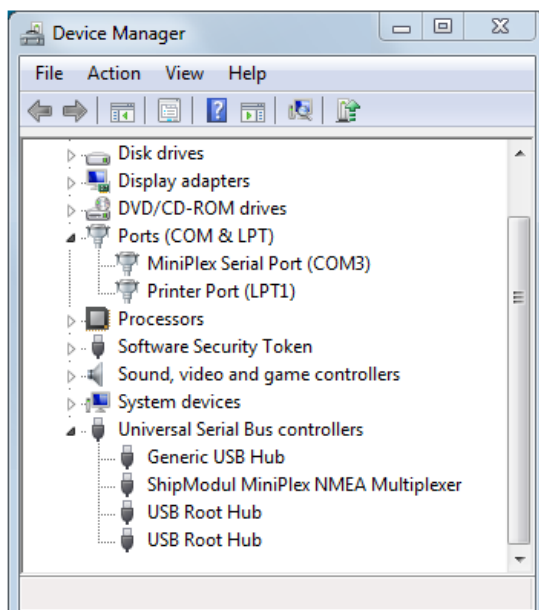 Device Manager
File Action View Help
Disk drives
Display adapters
DVD/CD-ROM drives
Ports (COM & LPT)
MiniPlex Serial Port (COM3)
Printer Port (LPT1)
Processors
Software Security Token
Sound, video and game controllers
System devices
Universal Serial Bus controllers
Generic USB Hub
ShipModul MiniPlex NMEA Multiplexer
USB Root Hub
USB Root Hub